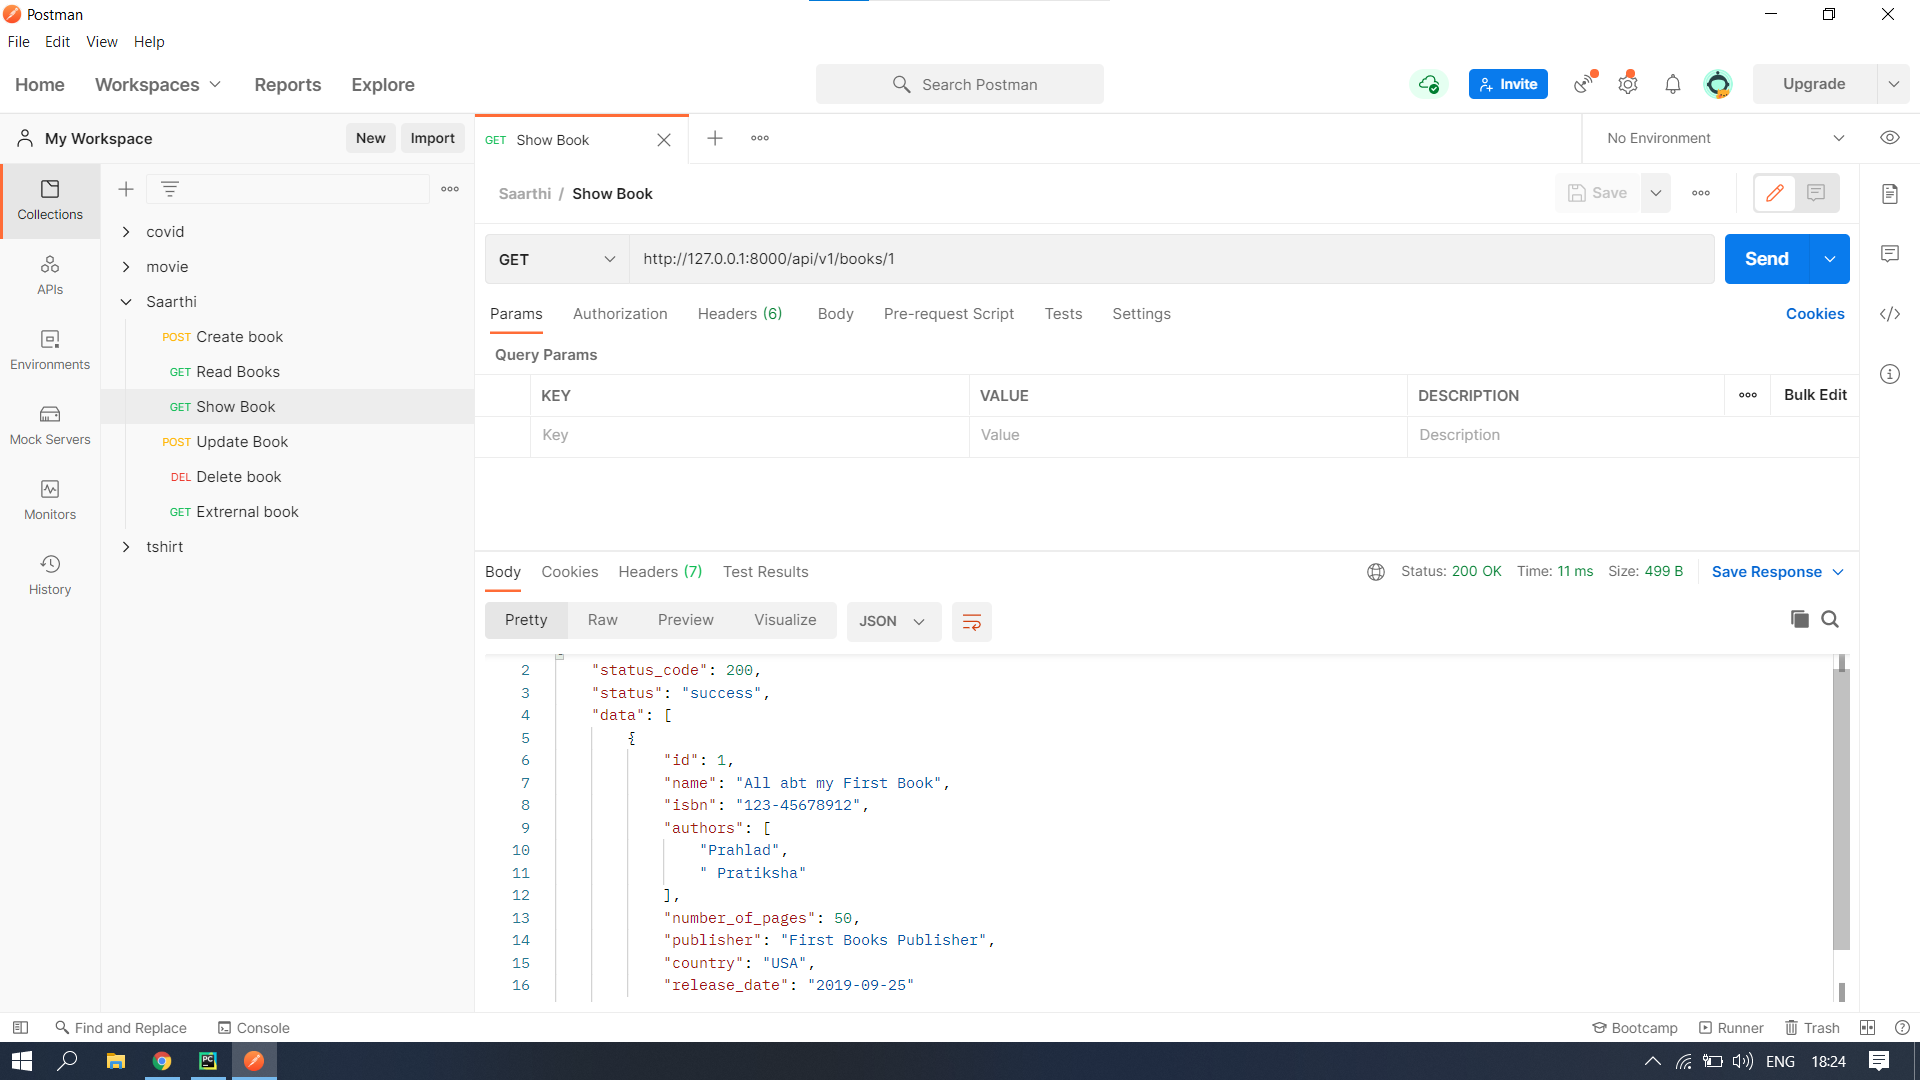 Postman
File Edit View Help
Home Workspaces Reports Explore
Search Postman
Invite
Upgrade
My Workspace
New Import
GET Show Book
No Environment
Collections
APIs
Environments
Mock Servers
Monitors
History
covid
movie
Saarthi
POST Create book
GET Read Books
GET Show Book
POST Update Book
DEL Delete book
GET Extrernal book
tshirt
Saarthi / Show Book
Save
GET http://127.0.0.1:8000/api/v1/books/1
Send
Params Authorization Headers (6) Body Pre-request Script Tests Settings
Cookies
Query Params
KEY VALUE DESCRIPTION Bulk Edit
Key Value Description
Body Cookies Headers (7) Test Results
Status: 200 OK Time: 11 ms Size: 499 B Save Response
Pretty Raw Preview Visualize JSON
2 "status_code": 200,
3 "status": "success",
4 "data": [
5 {
6 "id": 1,
7 "name": "All abt my First Book",
8 "isbn": "123-45678912",
9 "authors": [
10 "Prahlad",
11 " Pratiksha"
12 ],
13 "number_of_pages": 50,
14 "publisher": "First Books Publisher",
15 "country": "USA",
16 "release_date": "2019-09-25"
Find and Replace Console
Bootcamp Runner Trash
PC
ENG 18:24